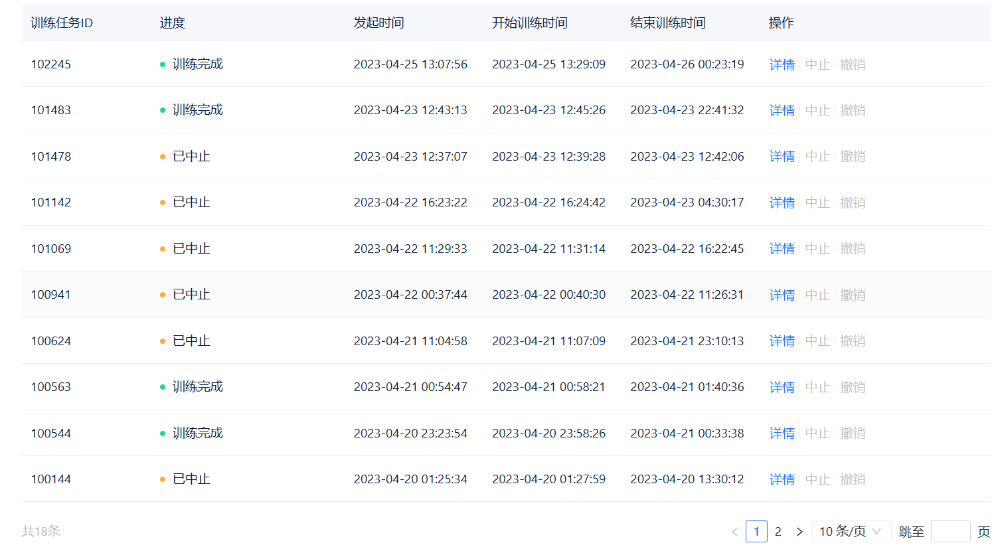 训练任务ID 进度 发起时间 开始训练时间 结束训练时间 操作
102245 训练完成 2023-04-25 13:07:56 2023-04-25 13:29:09 2023-04-26 00:23:19 详情 中止 撤销
101483 训练完成 2023-04-23 12:43:13 2023-04-23 12:45:26 2023-04-23 22:41:32 详情 中止 撤销
101478 已中止 2023-04-23 12:37:07 2023-04-23 12:39:28 2023-04-23 12:42:06 详情 中止 撤销
101142 已中止 2023-04-22 16:23:22 2023-04-22 16:24:42 2023-04-23 04:30:17 详情 中止 撤销
101069 已中止 2023-04-22 11:29:33 2023-04-22 11:31:14 2023-04-22 16:22:45 详情 中止 撤销
100941 已中止 2023-04-22 00:37:44 2023-04-22 00:40:30 2023-04-22 11:26:31 详情 中止 撤销
100624 已中止 2023-04-21 11:04:58 2023-04-21 11:07:09 2023-04-21 23:10:13 详情 中止 撤销
100563 训练完成 2023-04-21 00:54:47 2023-04-21 00:58:21 2023-04-21 01:40:36 详情 中止 撤销
100544 训练完成 2023-04-20 23:23:54 2023-04-20 23:58:26 2023-04-21 00:33:38 详情 中止 撤销
100144 已中止 2023-04-20 01:25:34 2023-04-20 01:27:59 2023-04-20 13:30:12 详情 中止 撤销
共18条 < 1 2 > 10 条/页 跳至 页